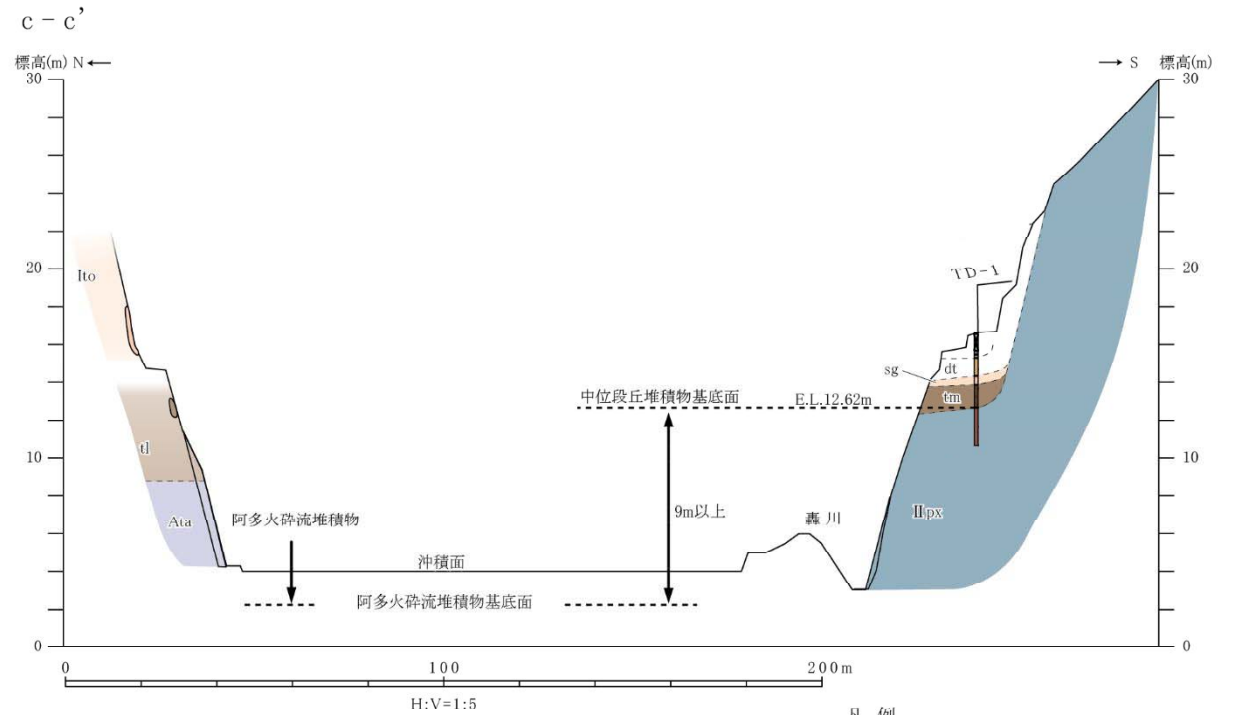 c－c’
標高(m) N← →S 標高(m)
30 30
Ito
20 20
TD-1
sg dt
中位段丘堆積物基底面 E.L.12.62m tm
tl
10 10
9m以上
Ata 阿多火砕流堆積物 轟川 Ⅱpx
沖積面
阿多火砕流堆積物基底面
0 0
0 100 200m
H:V=1:5
凡 例